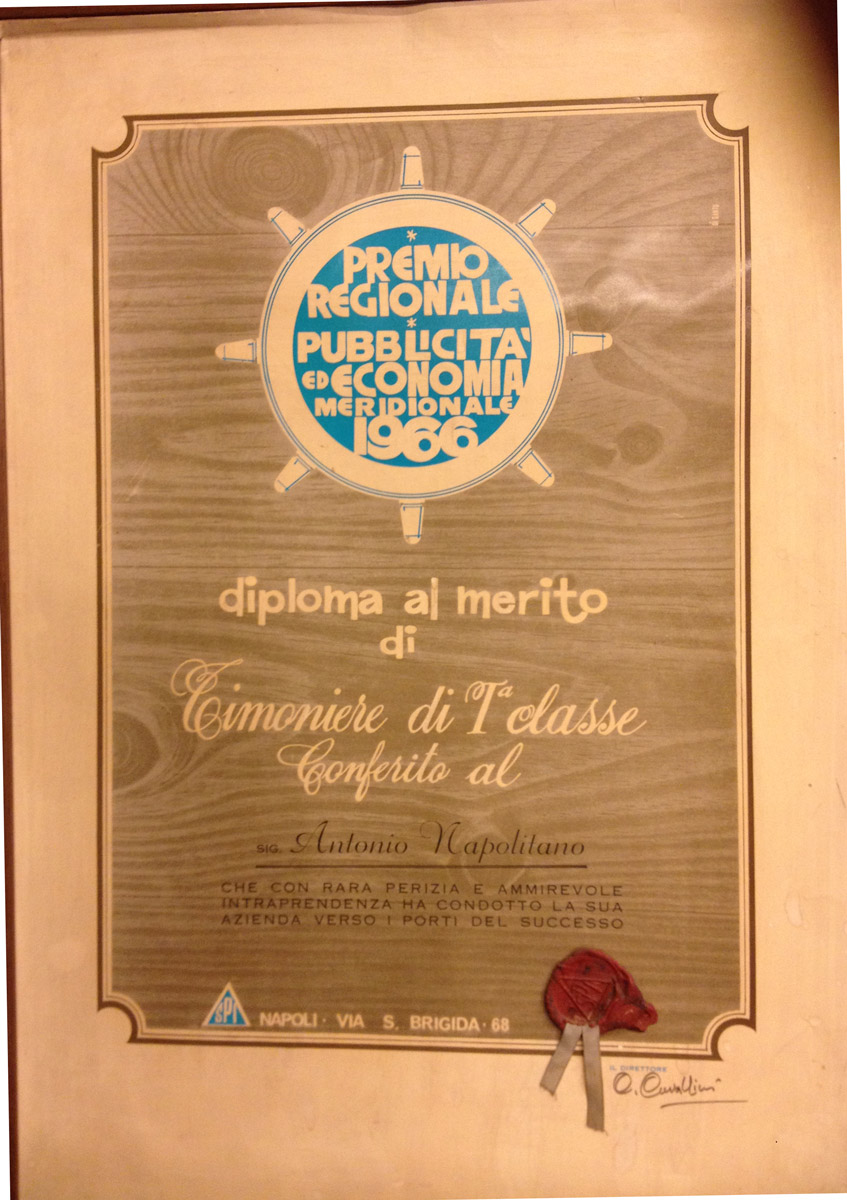 *
PREMIO
REGIONALE
*
PUBBLICITA'
ED ECONOMIA
MERIDIONALE
1966
diploma al merito
di
Timoniere di Iª classe
Conferito al
SIG. Antonio Napolitano
CHE CON RARA PERIZIA E AMMIREVOLE
INTRAPRENDENZA HA CONDOTTO LA SUA
AZIENDA VERSO I PORTI DEL SUCCESSO
SPI NAPOLI · VIA S. BRIGIDA · 68
IL DIRETTORE